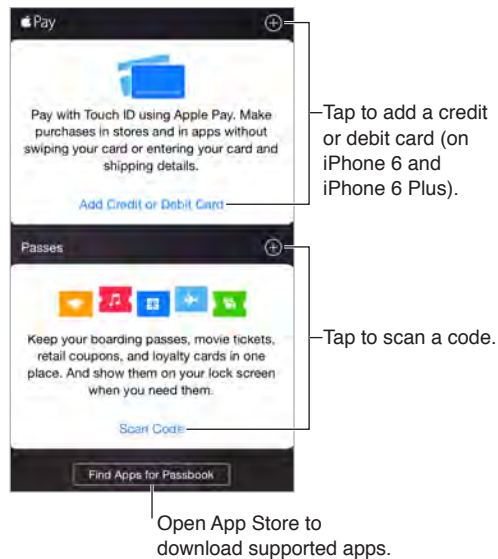 Pay
Tap to add a credit
or debit card (on
iPhone 6 and
iPhone 6 Plus).
Pay with Touch ID using Apple Pay. Make
purchases in stores and in apps without
swiping your card or entering your card and
shipping details.
Add Credit or Debit Card
Passes
Keep your boarding passes, movie tickets,
retail coupons, and loyalty cards in one
place. And show them on your lock screen
when you need them.
Tap to scan a code.
Scan Code
Find Apps for Passbook
Open App Store to
download supported apps.